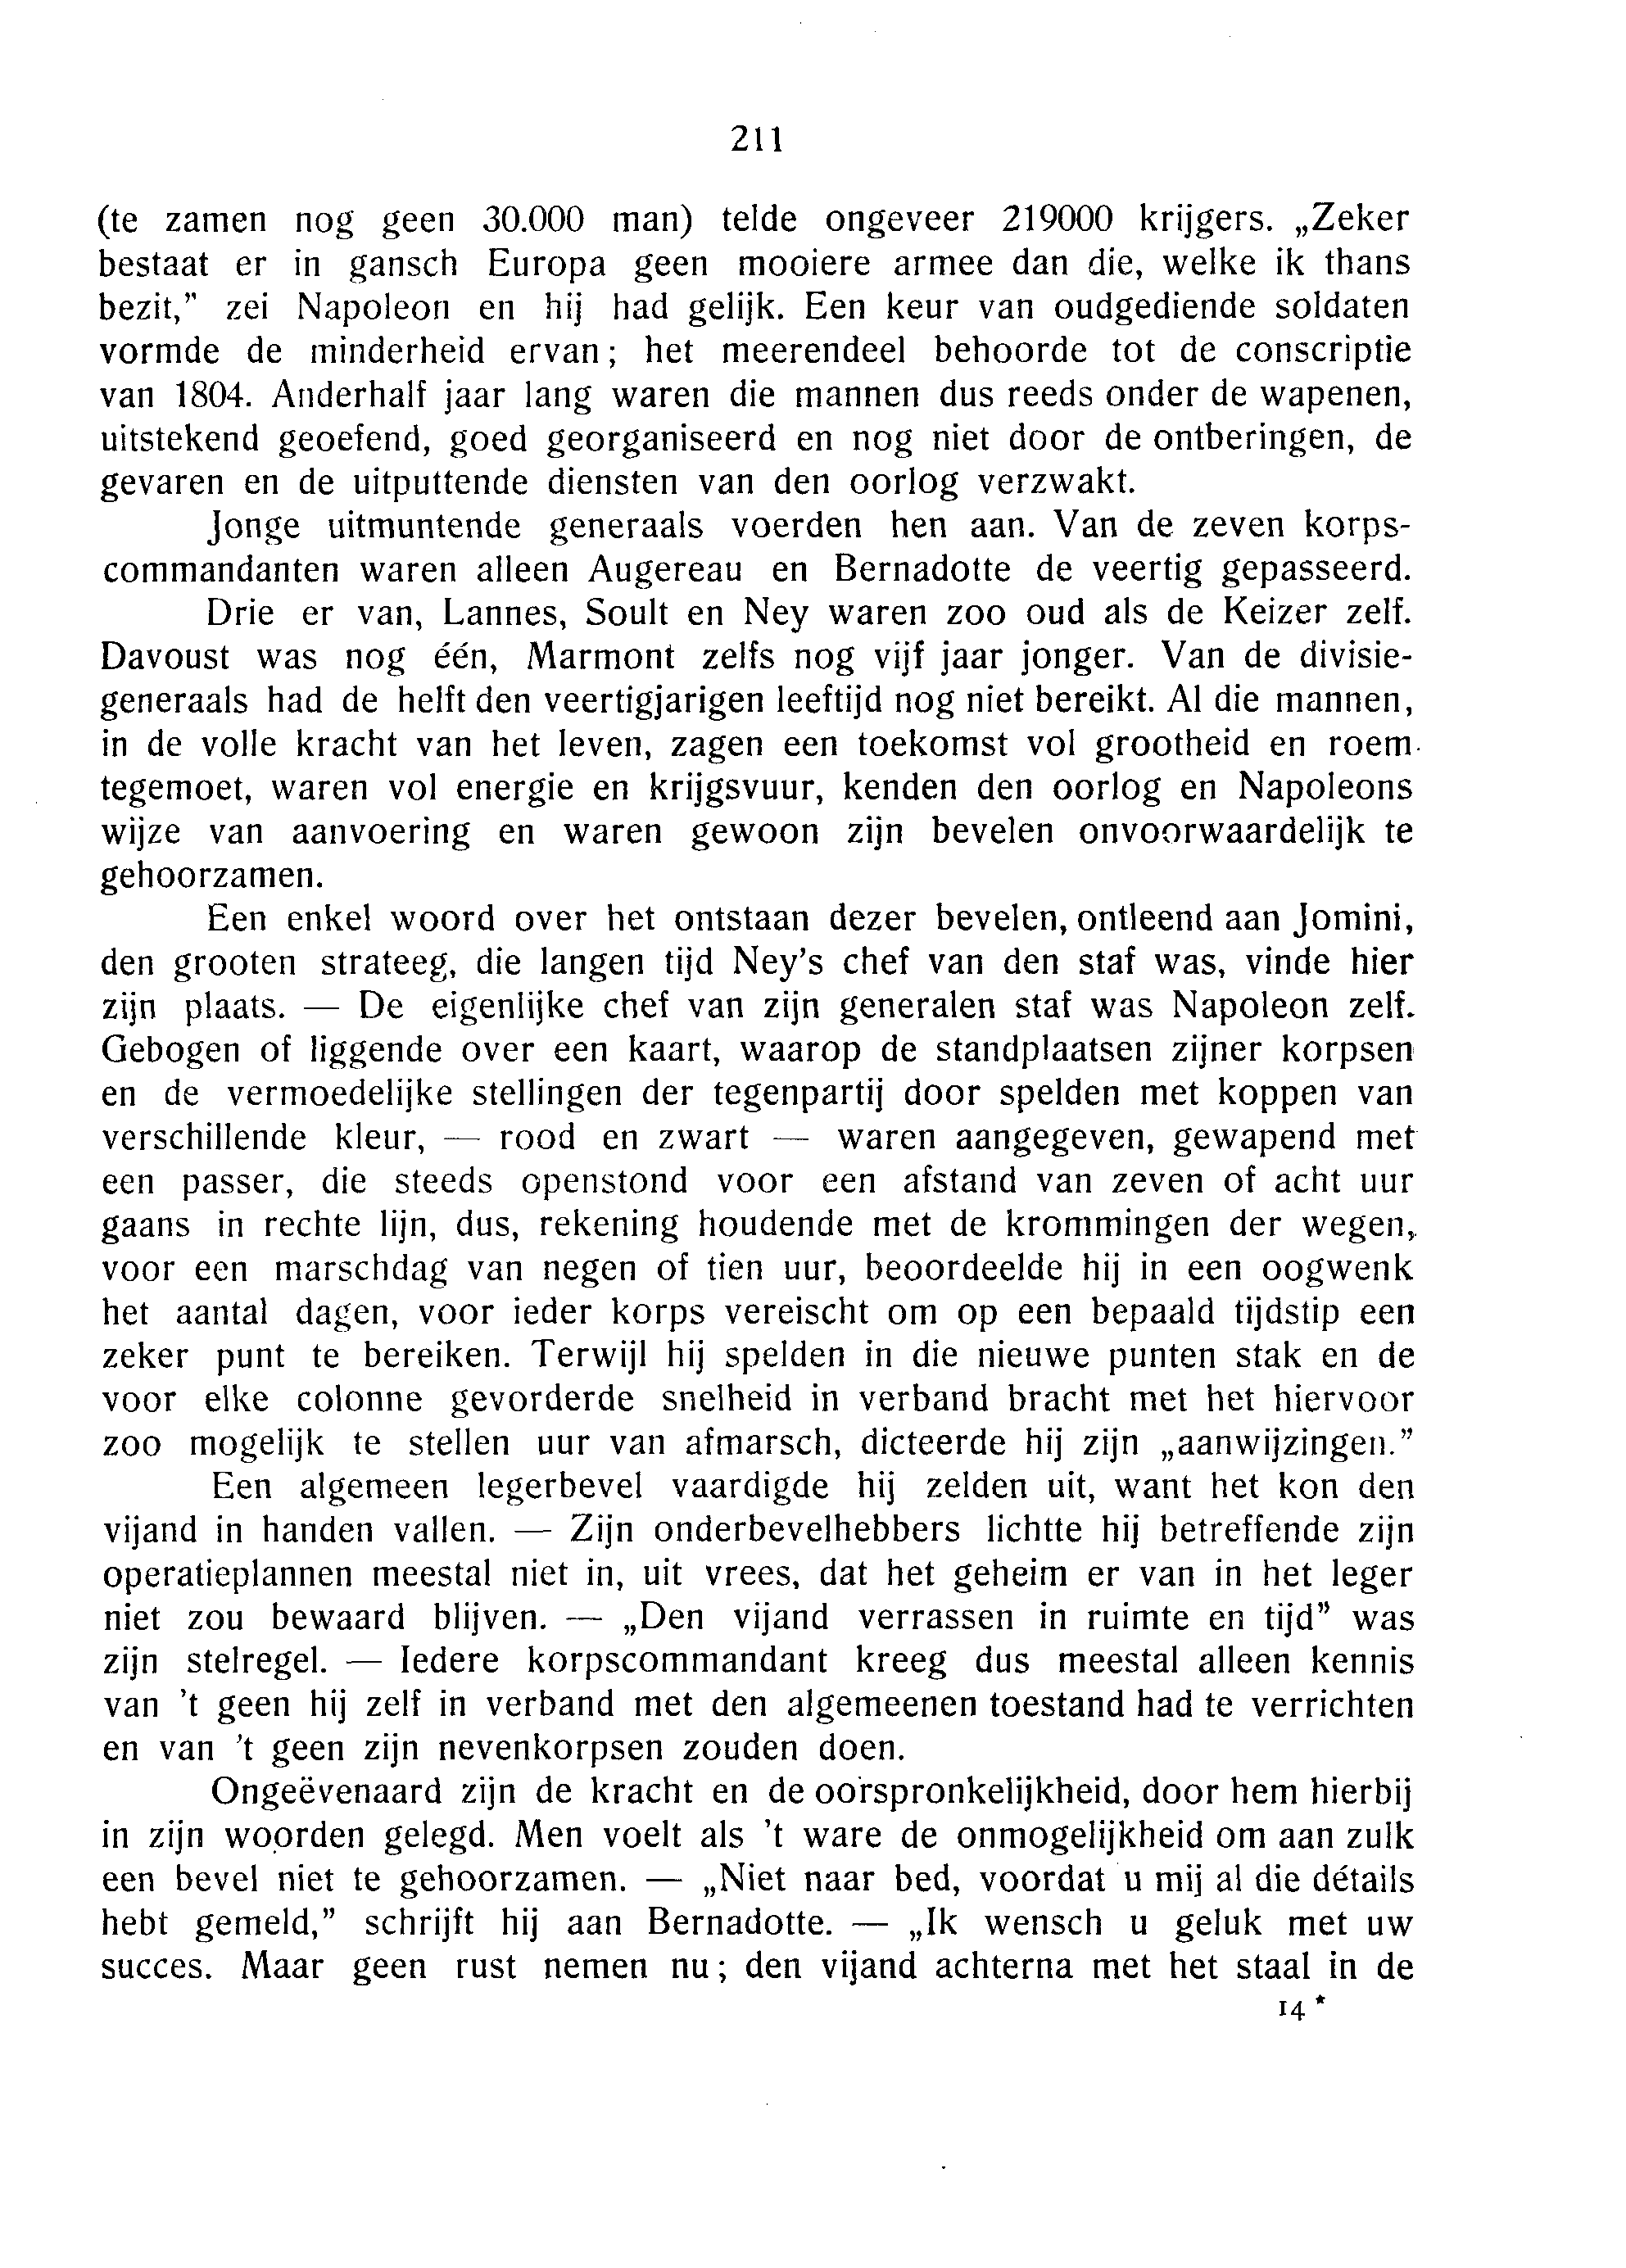 211
(te zamen nog geen 30.000 man) telde ongeveer 219000 krijgers. „Zeker
bestaat er in gansch Europa geen mooiere armee dan die, welke ik thans
bezit,” zei Napoleon en hij had gelijk. Een keur van oudgediende soldaten
vormde de minderheid ervan; het meerendeel behoorde tot de conscriptie
van 1804. Anderhalf jaar lang waren die mannen dus reeds onder de wapenen,
uitstekend geoefend, goed georganiseerd en nog niet door de ontberingen, de
gevaren en de uitputtende diensten van den oorlog verzwakt.
Jonge uitmuntende generaals voerden hen aan. Van de zeven korps-
commandanten waren alleen Augereau en Bernadotte de veertig gepasseerd.
Drie er van, Lannes, Soult en Ney waren zoo oud als de Keizer zelf.
Davoust was nog één, Marmont zelfs nog vijf jaar jonger. Van de divisie-
generaals had de helft den veertigjarigen leeftijd nog niet bereikt. Al die mannen,
in de volle kracht van het leven, zagen een toekomst vol grootheid en roem
tegemoet, waren vol energie en krijgsvuur, kenden den oorlog en Napoleons
wijze van aanvoering en waren gewoon zijn bevelen onvoorwaardelijk te
gehoorzamen.
Een enkel woord over het ontstaan dezer bevelen, ontleend aan Jomini,
den grooten strateeg, die langen tijd Ney’s chef van den staf was, vinde hier
zijn plaats. — De eigenlijke chef van zijn generalen staf was Napoleon zelf.
Gebogen of liggende over een kaart, waarop de standplaatsen zijner korpsen
en de vermoedelijke stellingen der tegenpartij door spelden met koppen van
verschillende kleur, — rood en zwart — waren aangegeven, gewapend met
een passer, die steeds openstond voor een afstand van zeven of acht uur
gaans in rechte lijn, dus, rekening houdende met de krommingen der wegen,
voor een marschdag van negen of tien uur, beoordeelde hij in een oogwenk
het aantal dagen, voor ieder korps vereischt om op een bepaald tijdstip een
zeker punt te bereiken. Terwijl hij spelden in die nieuwe punten stak en de
voor elke colonne gevorderde snelheid in verband bracht met het hiervoor
zoo mogelijk te stellen uur van afmarsch, dicteerde hij zijn „aanwijzingen.”
Een algemeen legerbevel vaardigde hij zelden uit, want het kon den
vijand in handen vallen. — Zijn onderbevelhebbers lichtte hij betreffende zijn
operatieplannen meestal niet in, uit vrees, dat het geheim er van in het leger
niet zou bewaard blijven. — „Den vijand verrassen in ruimte en tijd” was
zijn stelregel. — Iedere korpscommandant kreeg dus meestal alleen kennis
van ’t geen hij zelf in verband met den algemeenen toestand had te verrichten
en van ’t geen zijn nevenkorpsen zouden doen.
Ongeëvenaard zijn de kracht en de oorspronkelijkheid, door hem hierbij
in zijn woorden gelegd. Men voelt als ’t ware de onmogelijkheid om aan zulk
een bevel niet te gehoorzamen. — „Niet naar bed, voordat u mij al die détails
hebt gemeld,” schrijft hij aan Bernadotte. — „Ik wensch u geluk met uw
succes. Maar geen rust nemen nu; den vijand achterna met het staal in de
14 *